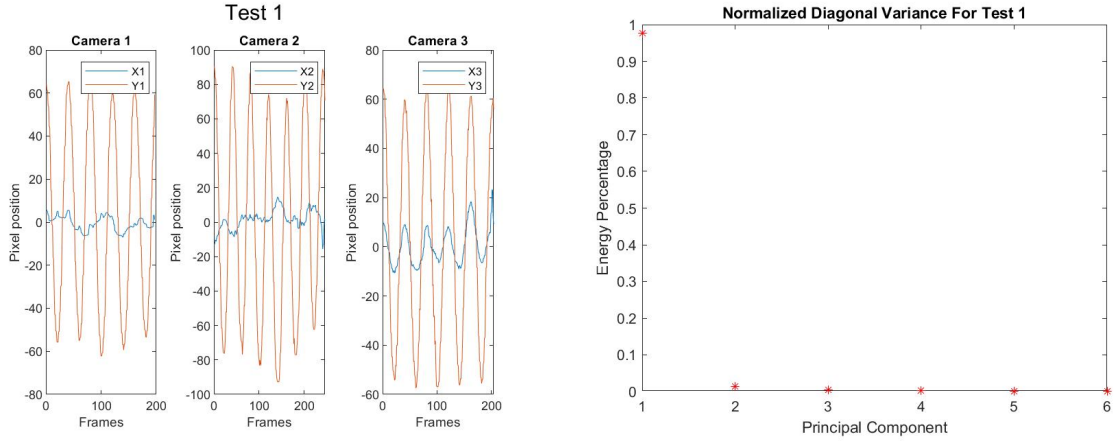 Test 1
Camera 1
80
60
40
20
0
-20
-40
-60
-80
0
100
200
Pixel position
Frames
X1
Y1
Camera 2
100
80
60
40
20
0
-20
-40
-60
-80
-100
0
100
200
Pixel position
Frames
X2
Y2
Camera 3
80
60
40
20
0
-20
-40
-60
0
100
200
Pixel position
Frames
X3
Y3
Normalized Diagonal Variance For Test 1
1
0.9
0.8
0.7
0.6
0.5
0.4
0.3
0.2
0.1
0
1
2
3
4
5
6
Energy Percentage
Principal Component